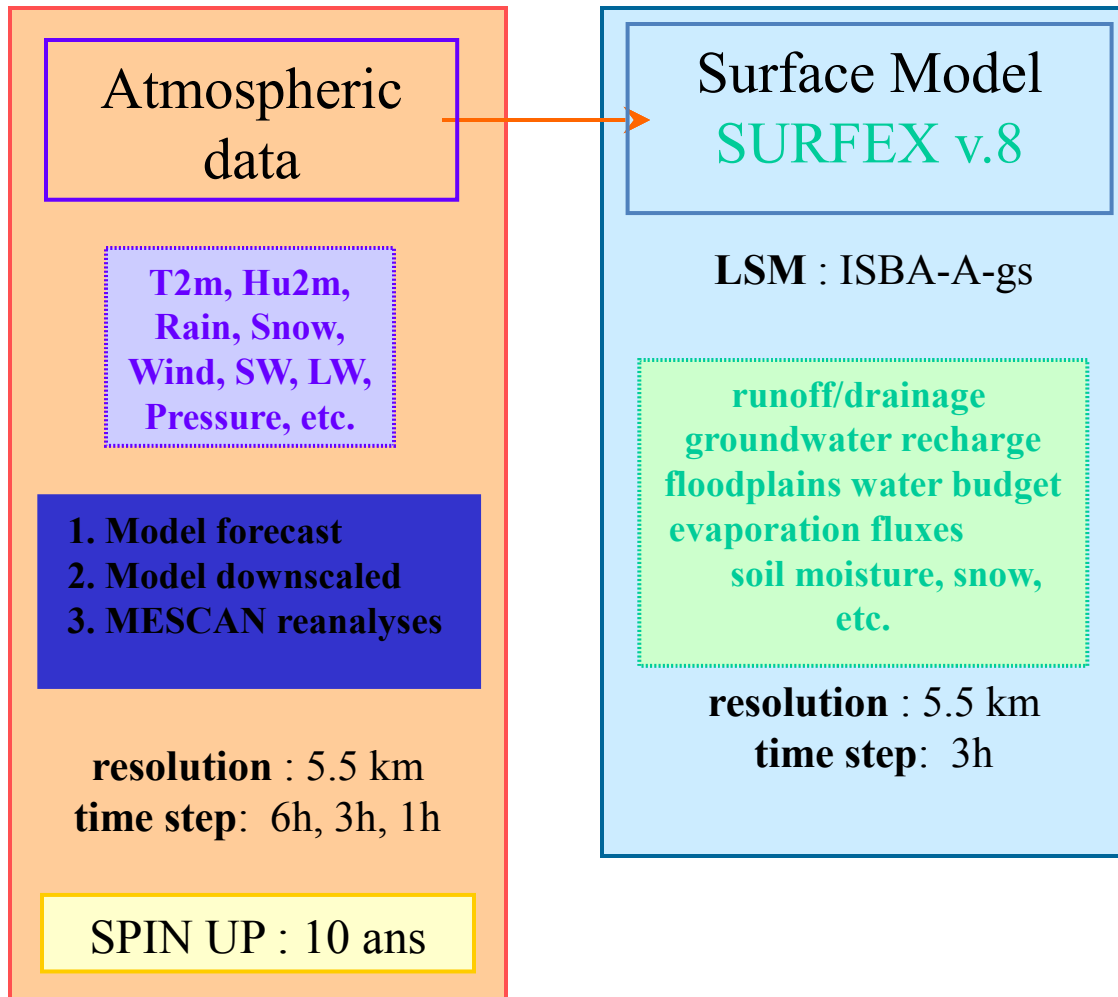 Atmospheric
data
T2m, Hu2m,
Rain, Snow,
Wind, SW, LW,
Pressure, etc.
1. Model forecast
2. Model downscaled
3. MESCAN reanalyses
resolution : 5.5 km
time step:  6h, 3h, 1h
SPIN UP : 10 ans
Surface Model
SURFEX v.8
LSM : ISBA-A-gs
runoff/drainage
groundwater recharge
floodplains water budget
evaporation fluxes
soil moisture, snow,
etc.
resolution : 5.5 km
time step:  3h